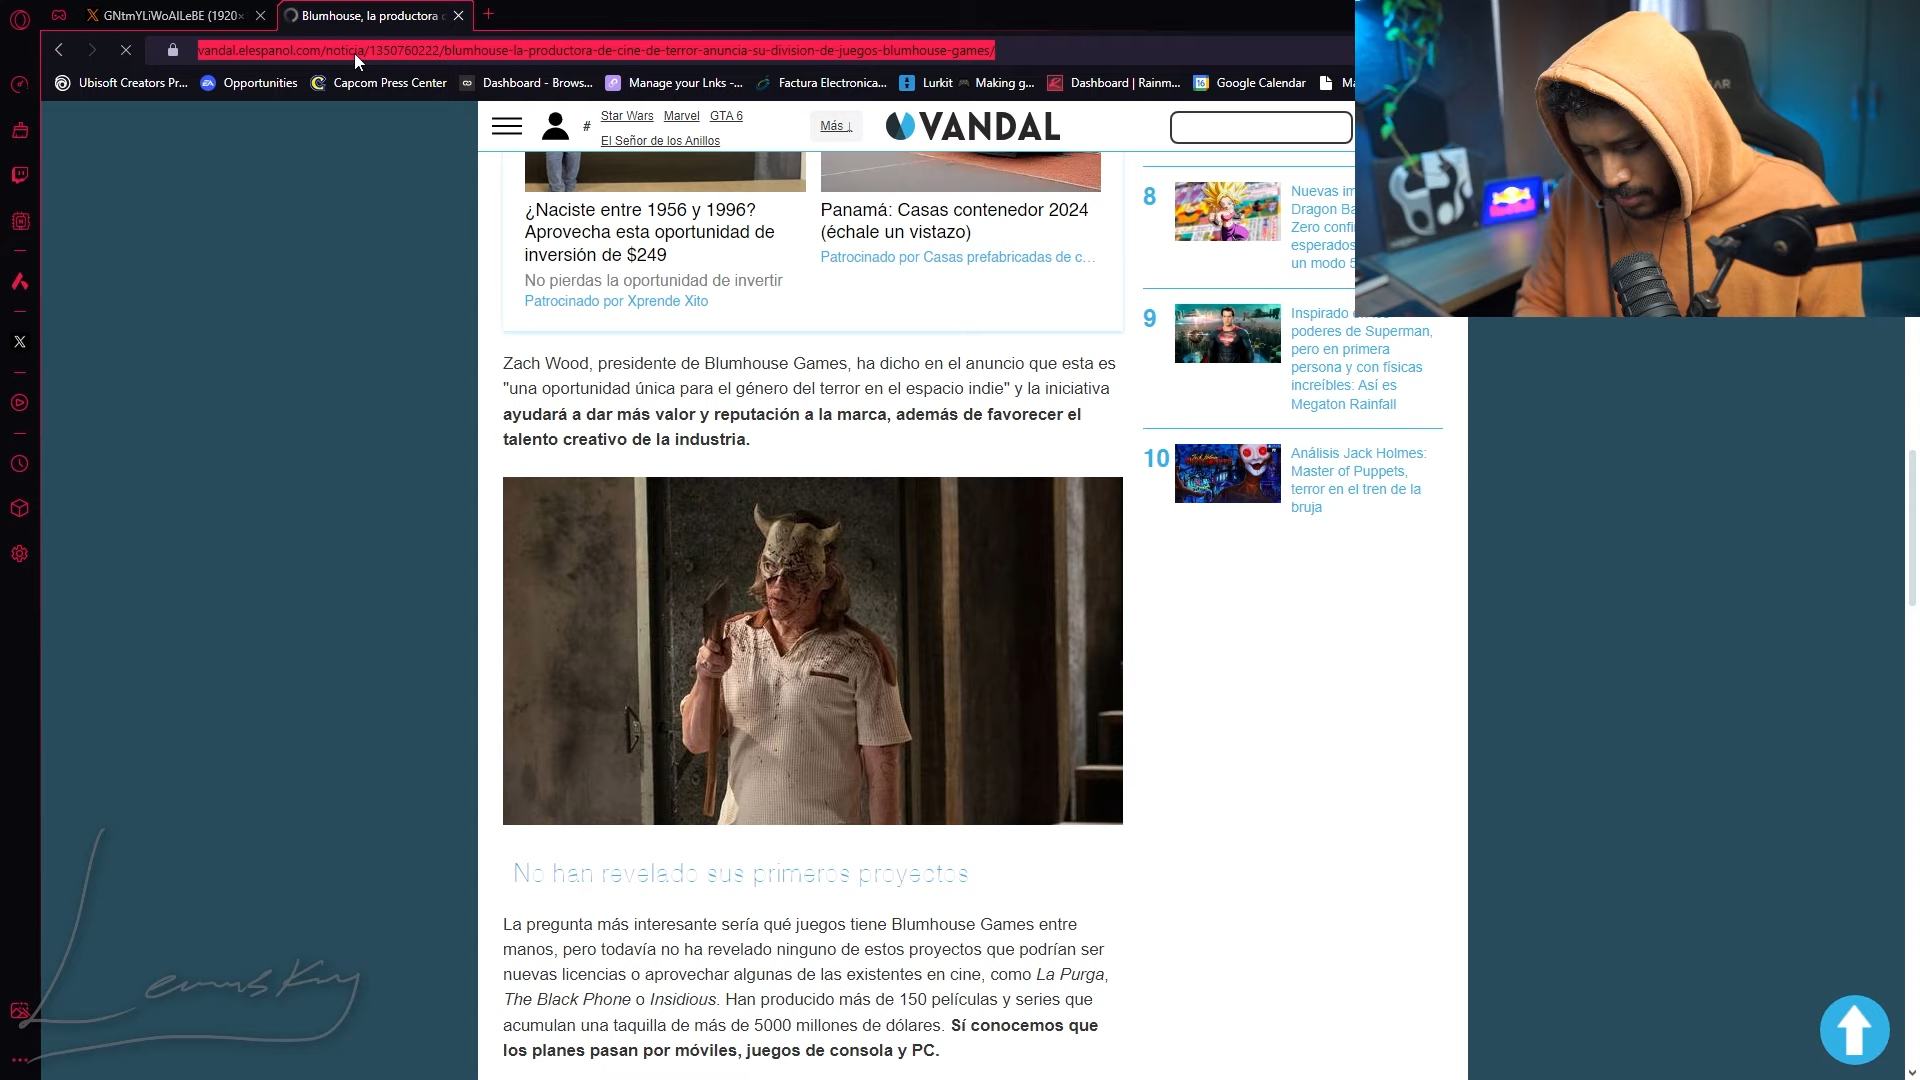 GNtmYLiWoAILeBE (1920×
Blumhouse, la productora
vandal.elespanol.com/noticia/1350760222/blumhouse-la-productora-de-cine-de-terror-anuncia-su-division-de-juegos-blumhouse-games/
Ubisoft Creators Pr... Opportunities Capcom Press Center Dashboard - Brows... Manage your Lnks -... Factura Electronica... Lurkit Making g... Dashboard | Rainm... Google Calendar
# Star Wars Marvel GTA 6
El Señor de los Anillos
Más ↓
VANDAL
¿Naciste entre 1956 y 1996?
Aprovecha esta oportunidad de
inversión de $249
No pierdas la oportunidad de invertir
Patrocinado por Xprende Xito
Panamá: Casas contenedor 2024
(échale un vistazo)
Patrocinado por Casas prefabricadas de c...
Zach Wood, presidente de Blumhouse Games, ha dicho en el anuncio que esta es
"una oportunidad única para el género del terror en el espacio indie" y la iniciativa
ayudará a dar más valor y reputación a la marca, además de favorecer el
talento creativo de la industria.
No han revelado sus primeros proyectos
La pregunta más interesante sería qué juegos tiene Blumhouse Games entre
manos, pero todavía no ha revelado ninguno de estos proyectos que podrían ser
nuevas licencias o aprovechar algunas de las existentes en cine, como La Purga,
The Black Phone o Insidious. Han producido más de 150 películas y series que
acumulan una taquilla de más de 5000 millones de dólares. Sí conocemos que
los planes pasan por móviles, juegos de consola y PC.
8
Nuevas
Dragon
Zero
esperados
un modo
9
Inspirado
poderes de Superman,
pero en primera
persona y con físicas
increíbles: Así es
Megaton Rainfall
10
Análisis Jack Holmes:
Master of Puppets,
terror en el tren de la
bruja